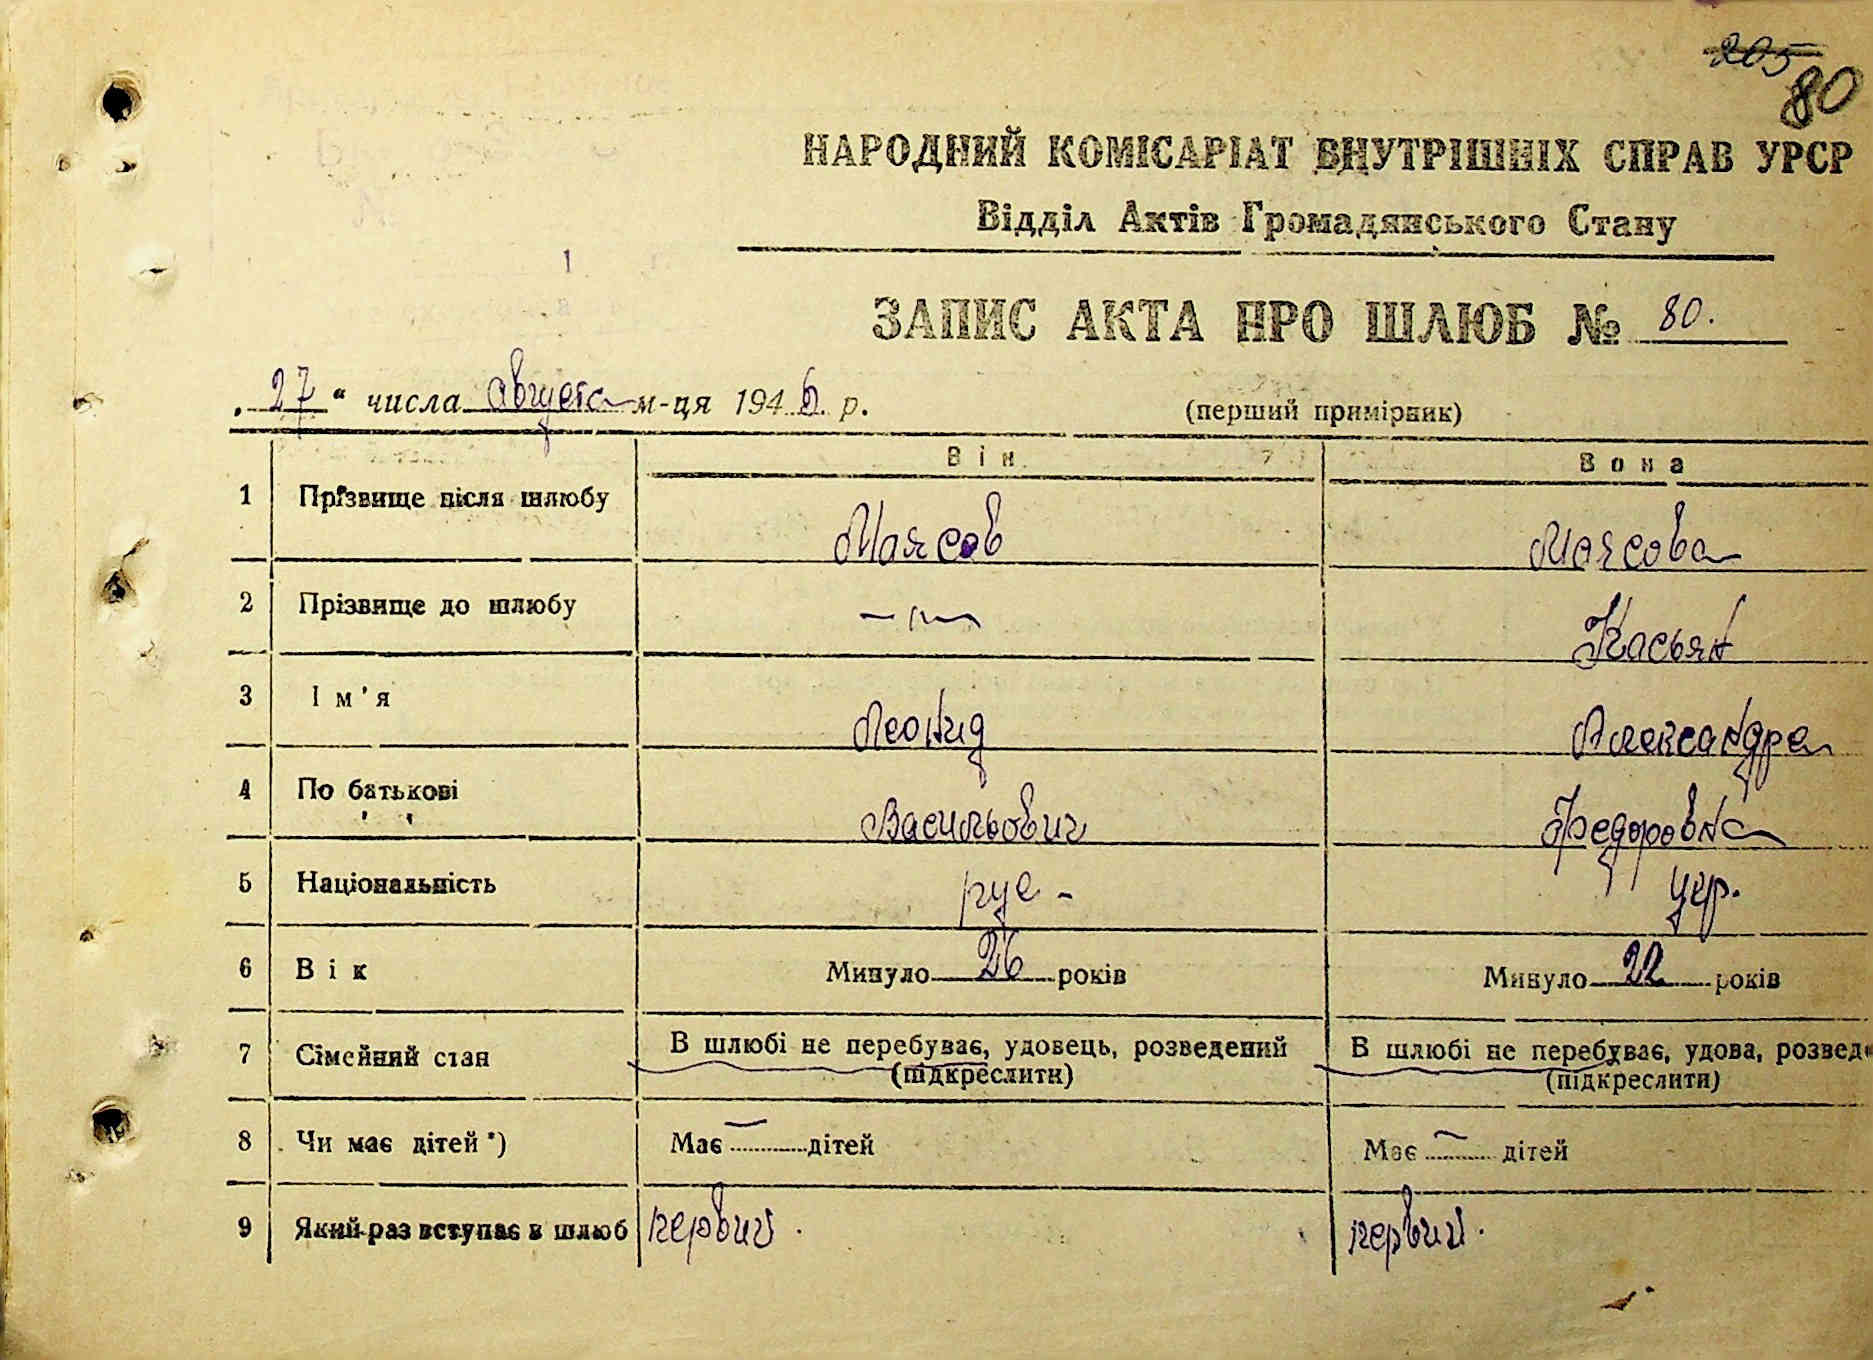 205
80
НАРОДНИЙ КОМІСАРІАТ ВНУТРІШНІХ СПРАВ УРСР
Відділ Актів Громадянського Стану
ЗАПИС АКТА ПРО ШЛЮБ № 80.
„ 27 “ числа августа м-ця 1946 р. (перший примірник)
Він Вона
1 Прізвище після шлюбу Маясов Маясова
2 Прізвище до шлюбу —"— Касьян
3 Ім'я Леонид Александра
4 По батькові Васильович Федоровна
5 Національність рус - укр.
6 Вік Минуло 26 років Минуло 22 років
7 Сімейний стан В шлюбі не перебуває, удовець, розведений В шлюбі не перебуває, удова, розвед
(підкреслити) (підкреслити)
8 Чи має дітей*) Має — дітей Має — дітей
9 Який раз вступає в шлюб первий. первий.